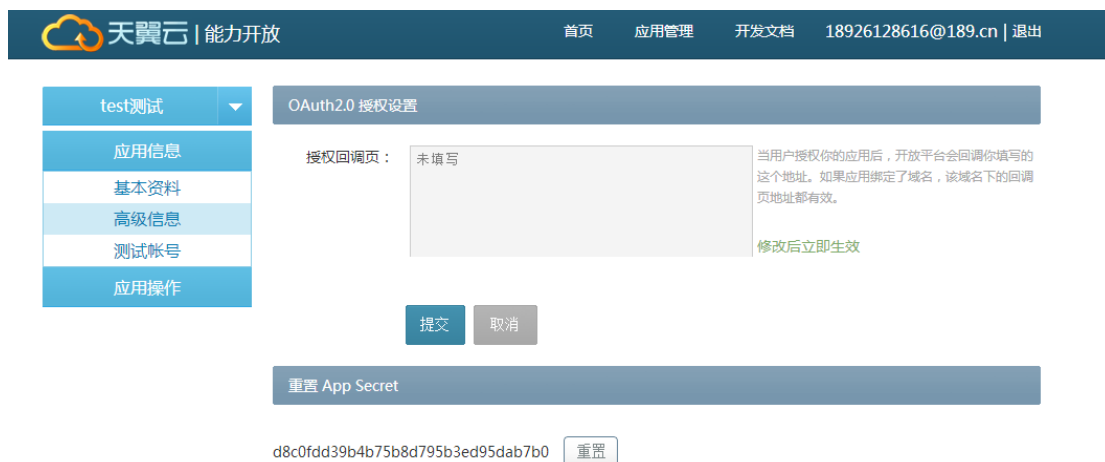 天翼云 | 能力开放 首页 应用管理 开发文档 18926128616@189.cn | 退出
test测试
应用信息
基本资料
高级信息
测试帐号
应用操作
OAuth2.0 授权设置
授权回调页： 未填写
当用户授权你的应用后，开放平台会回调你填写的
这个地址。如果应用绑定了域名，该域名下的回调
页地址都有效。
修改后立即生效
提交 取消
重置 App Secret
d8c0fdd39b4b75b8d795b3ed95dab7b0 重置